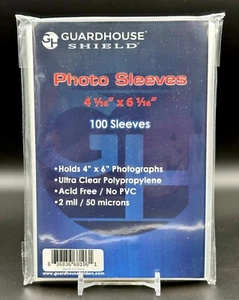 GUARDHOUSE
SHIELD
Photo Sleeves
4 1/16" x 6 1/16"
100 Sleeves
•Holds 4" x 6" Photographs
•Ultra Clear Polypropylene
•Acid Free / No PVC
•2 mil / 50 microns